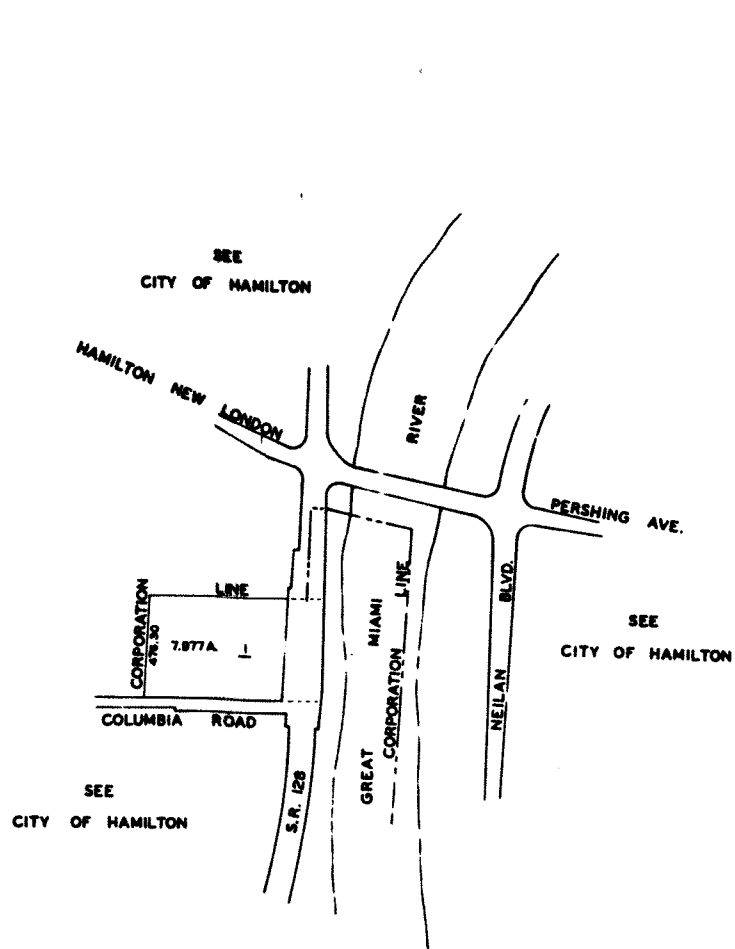 SEE
CITY OF HAMILTON
HAMILTON NEW LONDON
RIVER
PERSHING AVE.
LINE
LINE
BLVD.
CORPORATION
476.30
7.977A.
1
MIAMI
SEE
CITY OF HAMILTON
CORPORATION
NEILAN
COLUMBIA ROAD
GREAT
SEE
CITY OF HAMILTON
S.R. 128